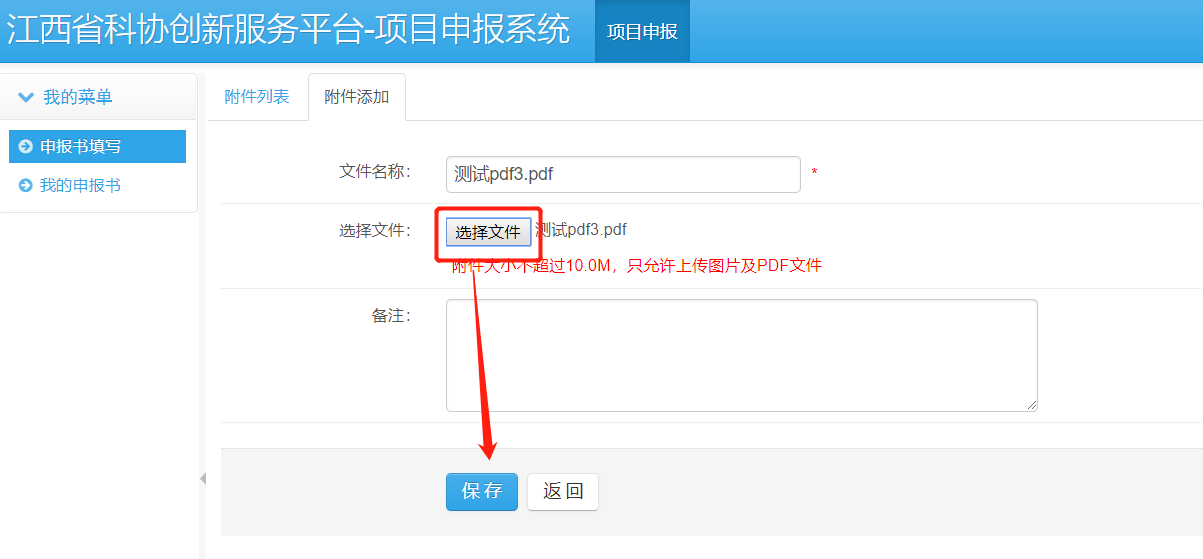 江西省科协创新服务平台-项目申报系统 项目申报
我的菜单
申报书填写
我的申报书
附件列表 附件添加
文件名称： 测试pdf3.pdf *
选择文件： 选择文件 测试pdf3.pdf
附件大小不超过10.0M，只允许上传图片及PDF文件
备注：
保存 返回